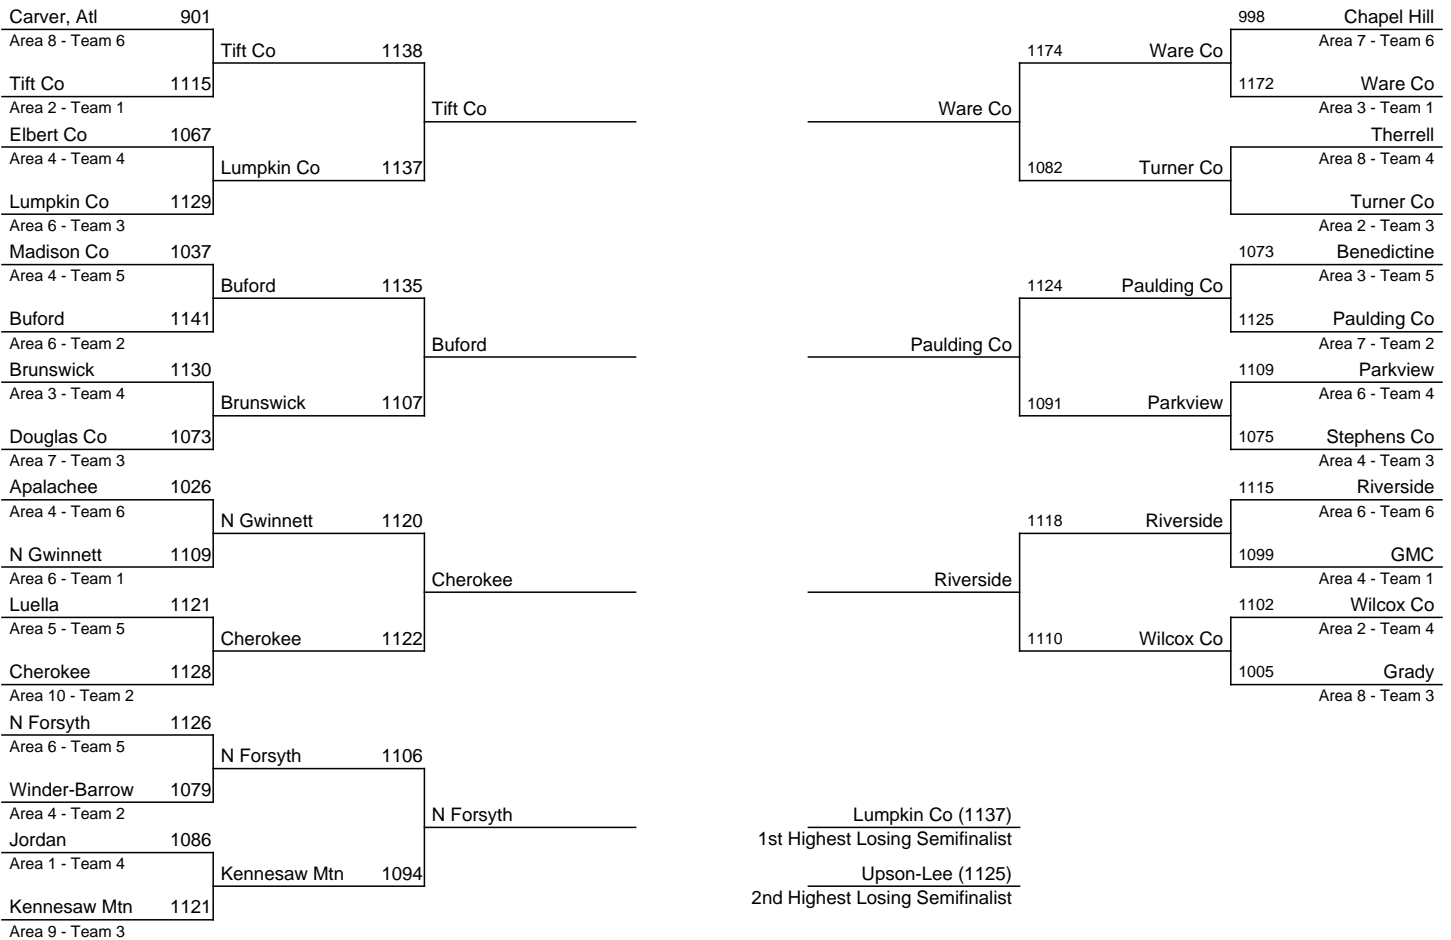 Carver, Atl 901
Area 8 - Team 6
Tift Co 1138
Tift Co 1115
Area 2 - Team 1
Tift Co
Elbert Co 1067
Area 4 - Team 4
Lumpkin Co 1137
Lumpkin Co 1129
Area 6 - Team 3
Madison Co 1037
Area 4 - Team 5
Buford 1135
Buford 1141
Area 6 - Team 2
Buford
Brunswick 1130
Area 3 - Team 4
Brunswick 1107
Douglas Co 1073
Area 7 - Team 3
Apalachee 1026
Area 4 - Team 6
N Gwinnett 1120
N Gwinnett 1109
Area 6 - Team 1
Cherokee
Luella 1121
Area 5 - Team 5
Cherokee 1122
Cherokee 1128
Area 10 - Team 2
N Forsyth 1126
Area 6 - Team 5
N Forsyth 1106
Winder-Barrow 1079
Area 4 - Team 2
N Forsyth
Jordan 1086
Area 1 - Team 4
Kennesaw Mtn 1094
Kennesaw Mtn 1121
Area 9 - Team 3
998 Chapel Hill
Area 7 - Team 6
1174 Ware Co
1172 Ware Co
Area 3 - Team 1
Ware Co
Therrell
Area 8 - Team 4
1082 Turner Co
Turner Co
Area 2 - Team 3
1073 Benedictine
Area 3 - Team 5
1124 Paulding Co
1125 Paulding Co
Area 7 - Team 2
Paulding Co
1109 Parkview
Area 6 - Team 4
1091 Parkview
1075 Stephens Co
Area 4 - Team 3
1115 Riverside
Area 6 - Team 6
1118 Riverside
1099 GMC
Area 4 - Team 1
Riverside
1102 Wilcox Co
Area 2 - Team 4
1110 Wilcox Co
1005 Grady
Area 8 - Team 3
Lumpkin Co (1137)
1st Highest Losing Semifinalist
Upson-Lee (1125)
2nd Highest Losing Semifinalist